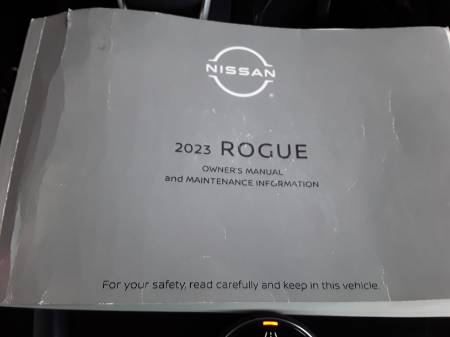 NISSAN
2023 ROGUE
OWNER'S MANUAL
and MAINTENANCE INFORMATION
For your safety, read carefully and keep in this vehicle.